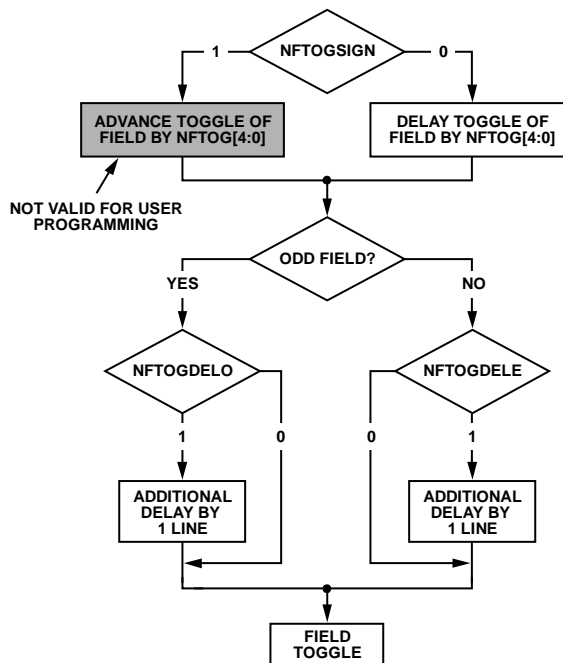 NFTOGSIGN
1
0
ADVANCE TOGGLE OF
FIELD BY NFTOG[4:0]
DELAY TOGGLE OF
FIELD BY NFTOG[4:0]
NOT VALID FOR USER
PROGRAMMING
ODD FIELD?
YES
NO
NFTOGDELO
NFTOGDELE
1
0
0
1
ADDITIONAL
DELAY BY
1 LINE
ADDITIONAL
DELAY BY
1 LINE
FIELD
TOGGLE